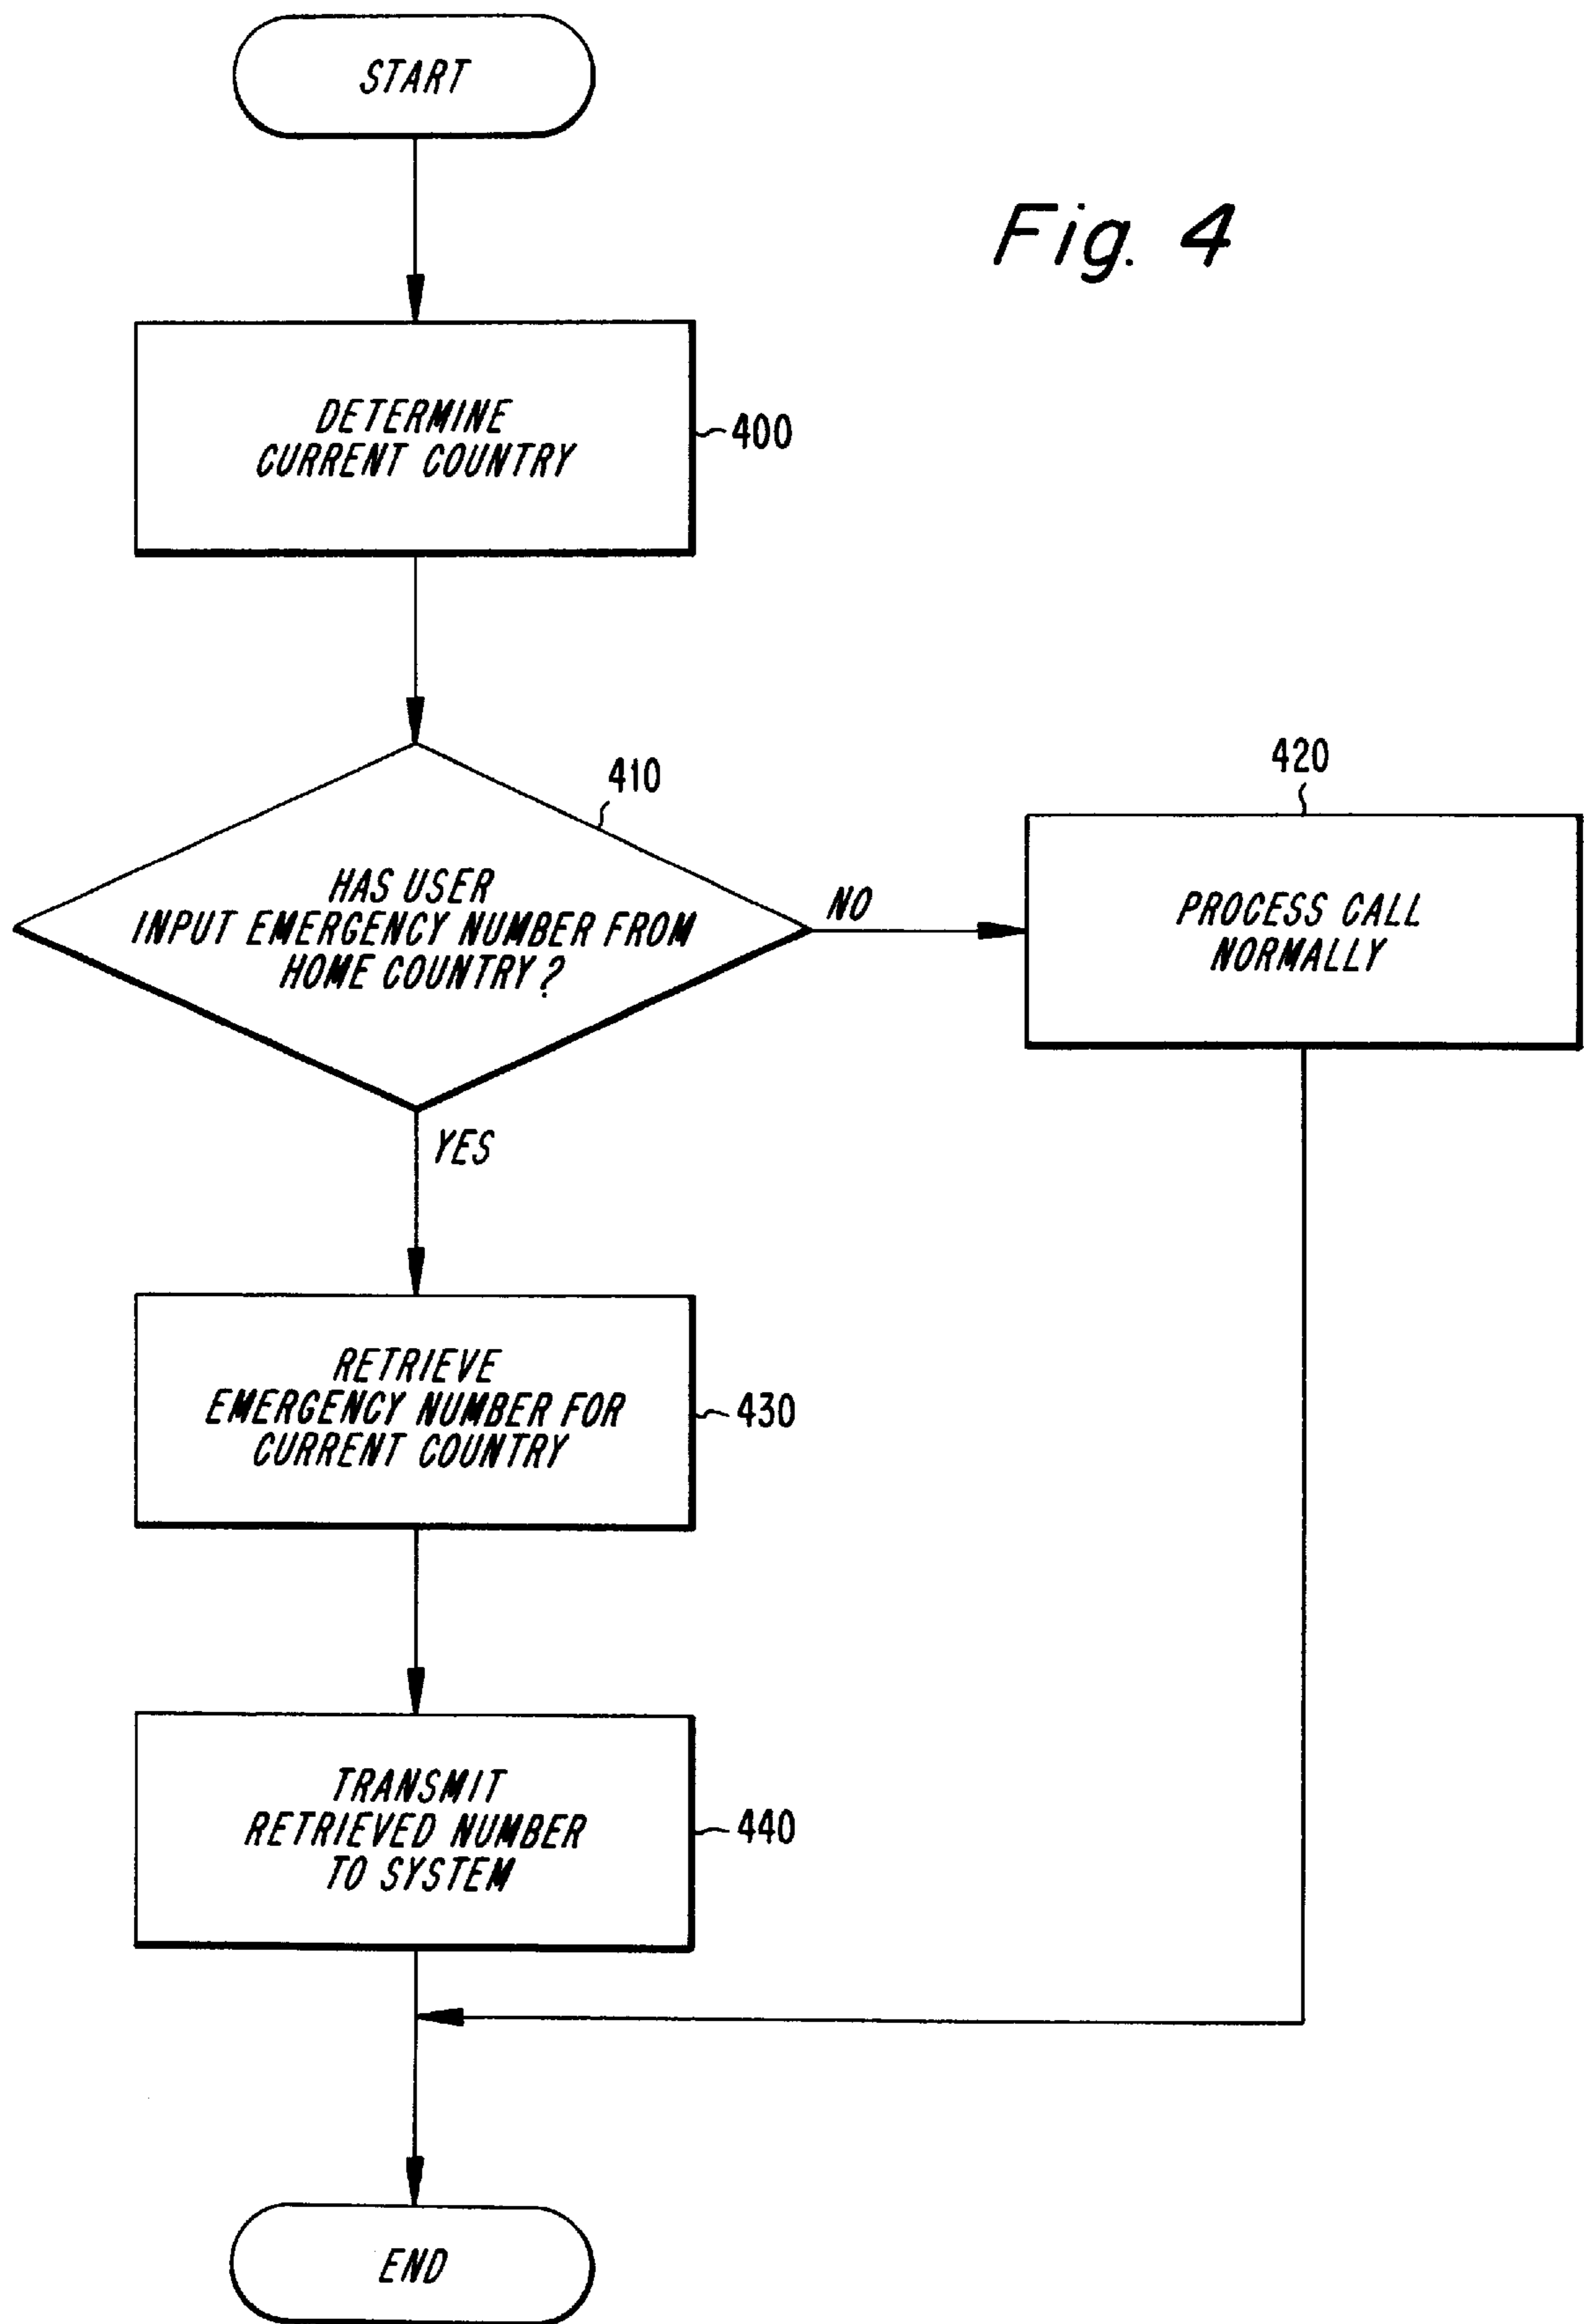 START
Fig. 4
DETERMINE
CURRENT COUNTRY
400
410
HAS USER
INPUT EMERGENCY NUMBER FROM
HOME COUNTRY?
NO
420
PROCESS CALL
NORMALLY
YES
RETRIEVE
EMERGENCY NUMBER FOR
CURRENT COUNTRY
430
TRANSMIT
RETRIEVED NUMBER
TO SYSTEM
440
END